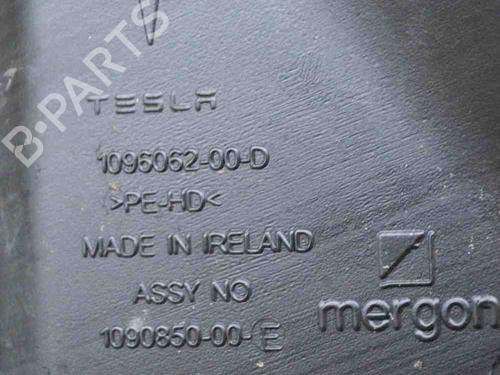 TESLA
1096062-00-D
>PE-HD<
MADE IN IRELAND
ASSY NO
1090850-00-E
mergon
B PARTS